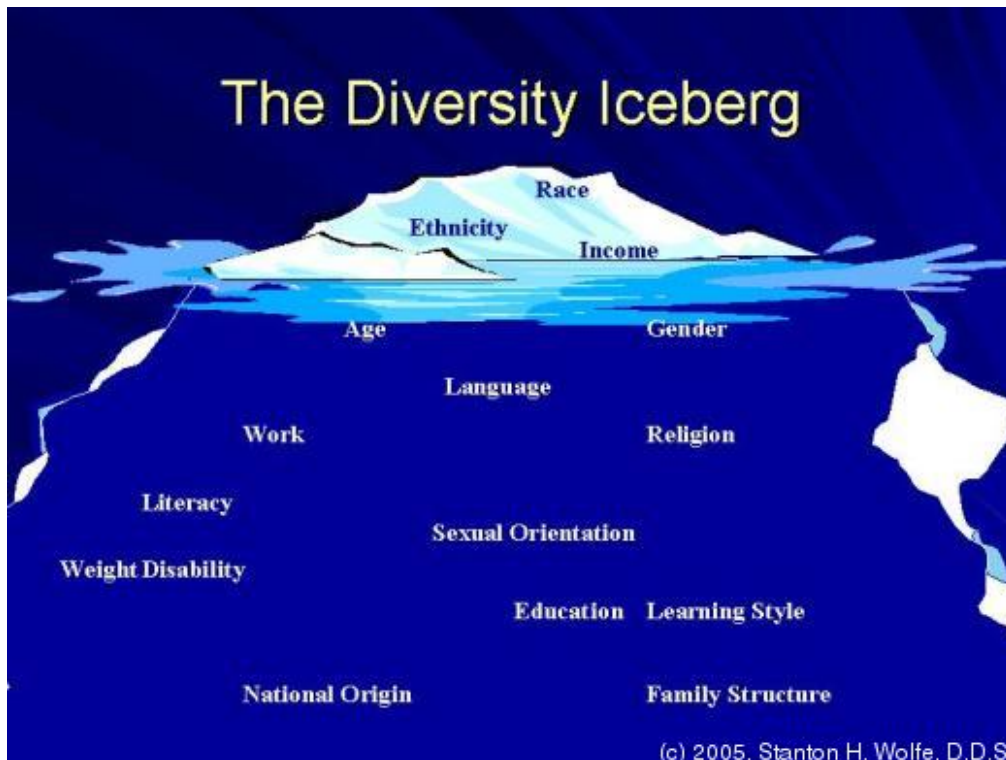 The Diversity Iceberg
Race
Ethnicity
Income
Age Gender
Language
Work Religion
Literacy
Sexual Orientation
Weight Disability
Education Learning Style
National Origin Family Structure
(c) 2005, Stanton H. Wolfe, D.D.S